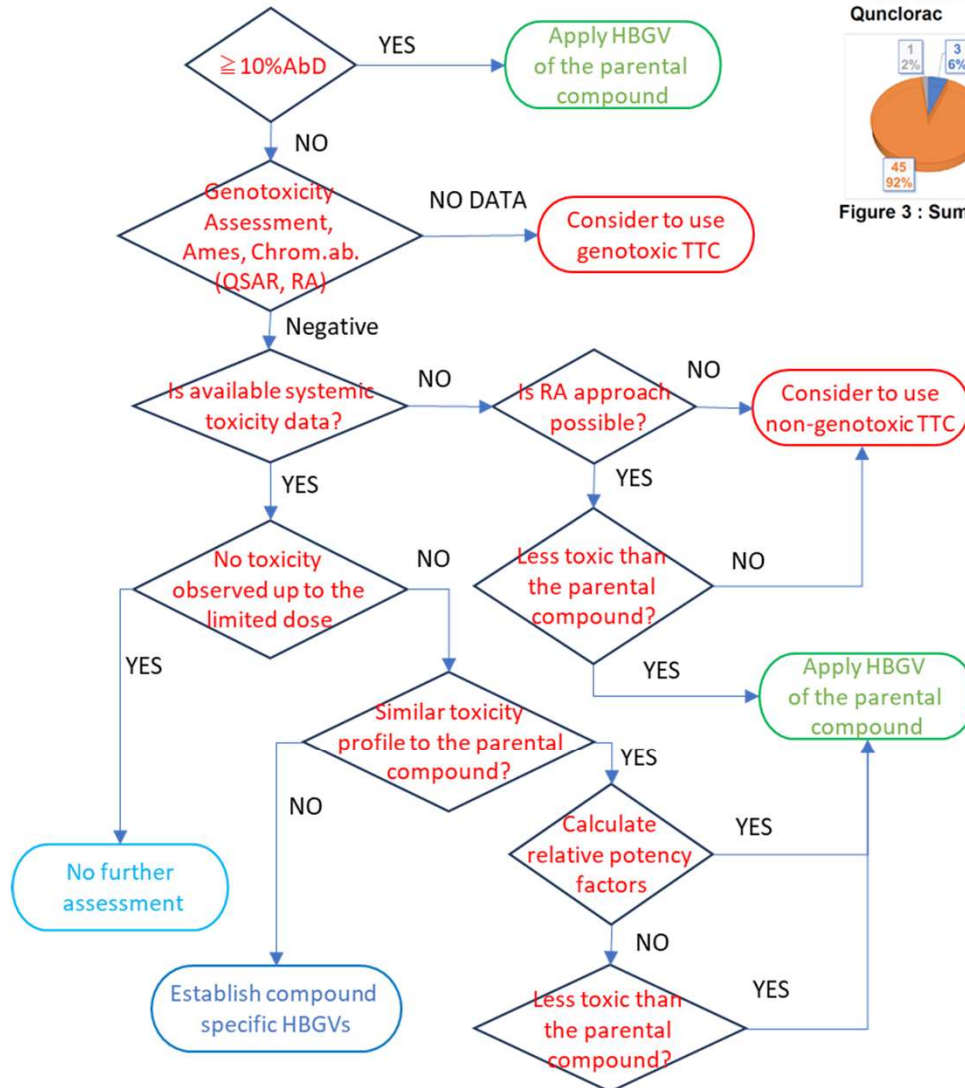 ≧10%AbD
YES
Apply HBGV
of the parental
compound
Qunclorac
1
2%
3
6%
45
92%
Figure 3 : Sum
NO
Genotoxicity
Assessment,
Ames, Chrom.ab.
(QSAR, RA)
NO DATA
Consider to use
genotoxic TTC
Negative
Is available systemic
toxicity data?
NO
Is RA approach
possible?
NO
Consider to use
non-genotoxic TTC
YES
YES
No toxicity
observed up to the
limited dose
NO
Less toxic than
the parental
compound?
NO
YES
YES
Apply HBGV
of the parental
compound
Similar toxicity
profile to the parental
compound?
NO
YES
Calculate
relative potency
factors
YES
No further
assessment
NO
Establish compound
specific HBGVs
Less toxic than
the parental
compound?
YES